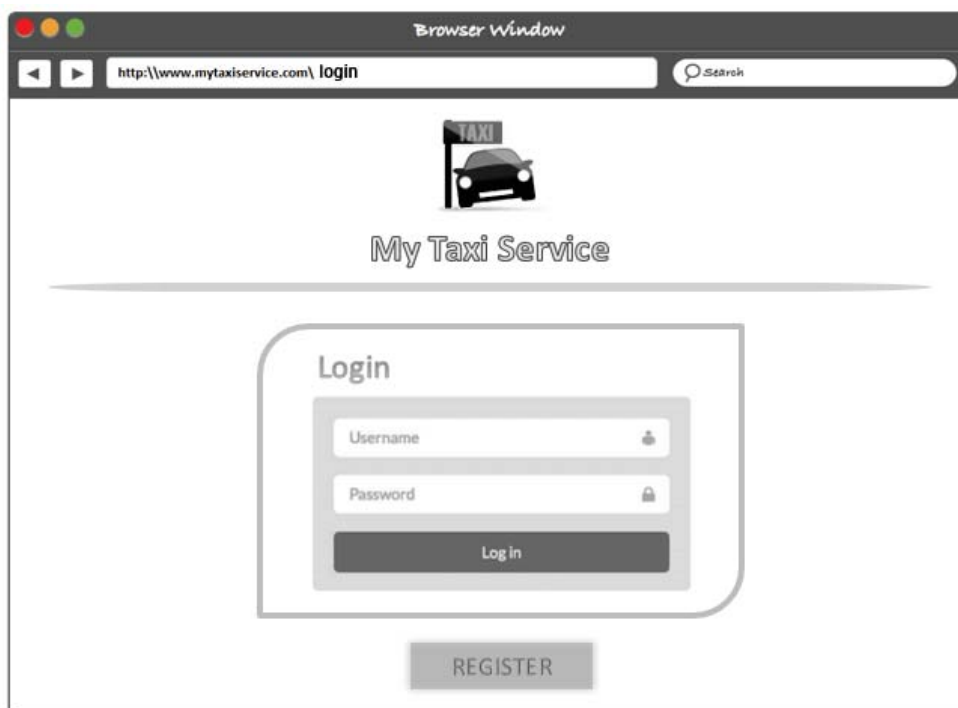 Browser Window
http:\\www.mytaxiservice.com\ login
Search
TAXI
My Taxi Service
Login
Username
Password
Log in
REGISTER